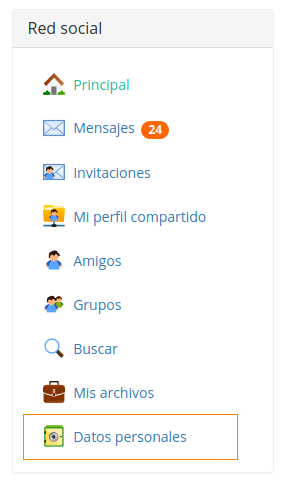 Red social
Principal
Mensajes 24
Invitaciones
Mi perfil compartido
Amigos
Grupos
Buscar
Mis archivos
Datos personales